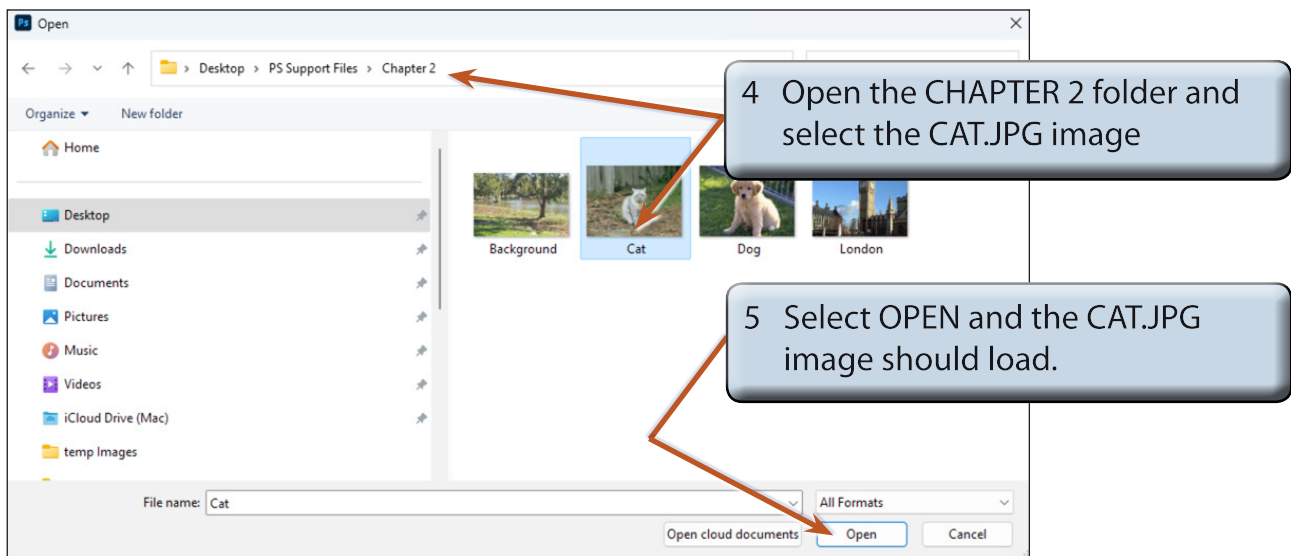 Ps Open
Desktop > PS Support Files > Chapter 2
4 Open the CHAPTER 2 folder and
select the CAT.JPG image
Organize New folder
Home
Desktop
Downloads
Documents
Pictures
Music
Videos
iCloud Drive (Mac)
temp Images
Background Cat Dog London
5 Select OPEN and the CAT.JPG
image should load.
File name: Cat All Formats
Open cloud documents Open Cancel